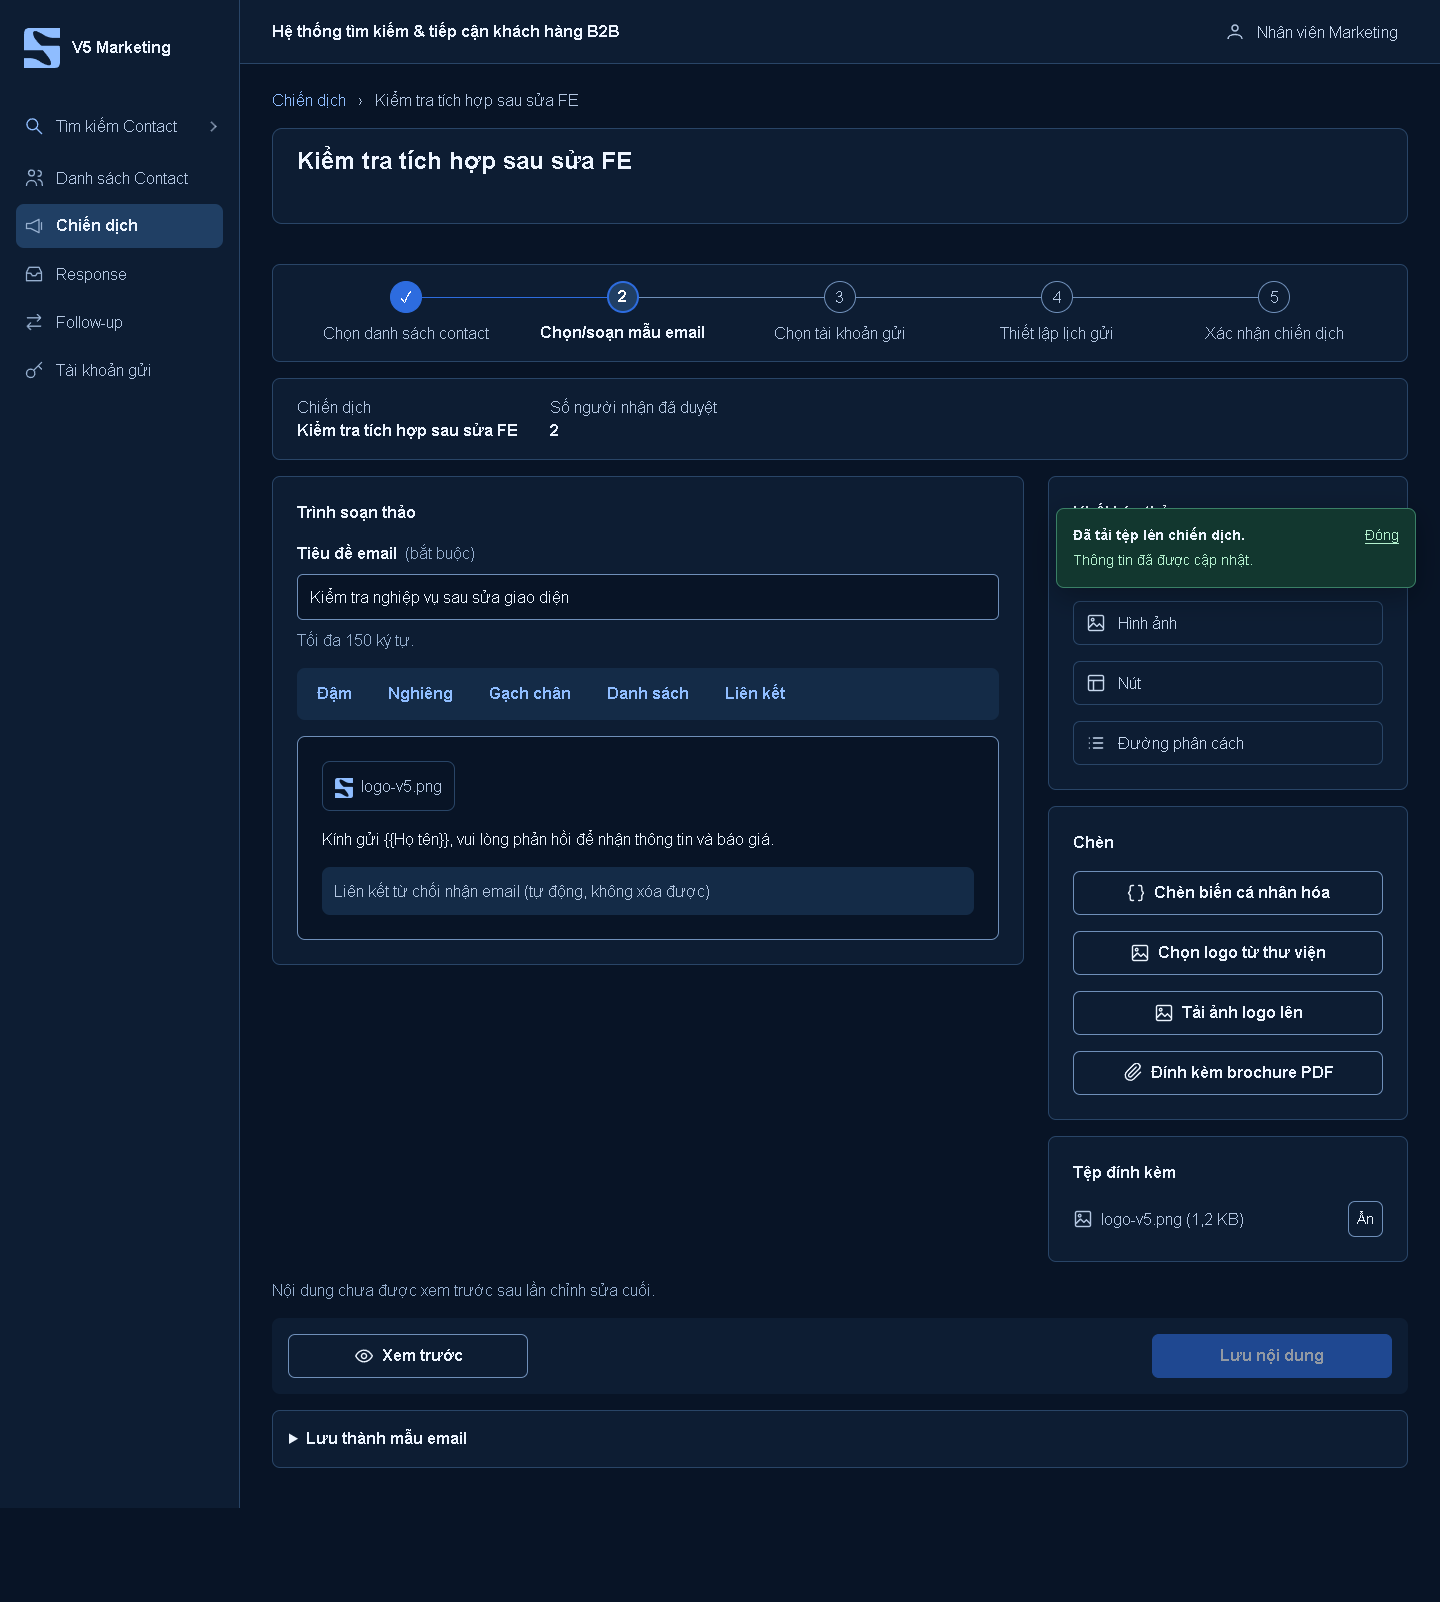 V5 Marketing
Hệ thống tìm kiếm & tiếp cận khách hàng B2B
Nhân viên Marketing
Tìm kiếm Contact
Danh sách Contact
Chiến dịch
Response
Follow-up
Tài khoản gửi
Chiến dịch › Kiểm tra tích hợp sau sửa FE
Kiểm tra tích hợp sau sửa FE
✓ 2 3 4 5
Chọn danh sách contact
Chọn/soạn mẫu email
Chọn tài khoản gửi
Thiết lập lịch gửi
Xác nhận chiến dịch
Chiến dịch
Kiểm tra tích hợp sau sửa FE
Số người nhận đã duyệt
2
Trình soạn thảo
Tiêu đề email (bắt buộc)
Kiểm tra nghiệp vụ sau sửa giao diện
Tối đa 150 ký tự.
Đậm Nghiêng Gạch chân Danh sách Liên kết
logo-v5.png
Kính gửi {{Họ tên}}, vui lòng phản hồi để nhận thông tin và báo giá.
Liên kết từ chối nhận email (tự động, không xóa được)
Đã tải tệp lên chiến dịch.
Đóng
Thông tin đã được cập nhật.
Hình ảnh
Nút
Đường phân cách
Chèn
{} Chèn biến cá nhân hóa
Chọn logo từ thư viện
Tải ảnh logo lên
Đính kèm brochure PDF
Tệp đính kèm
logo-v5.png (1,2 KB)
Ẩn
Nội dung chưa được xem trước sau lần chỉnh sửa cuối.
Xem trước
Lưu nội dung
Lưu thành mẫu email